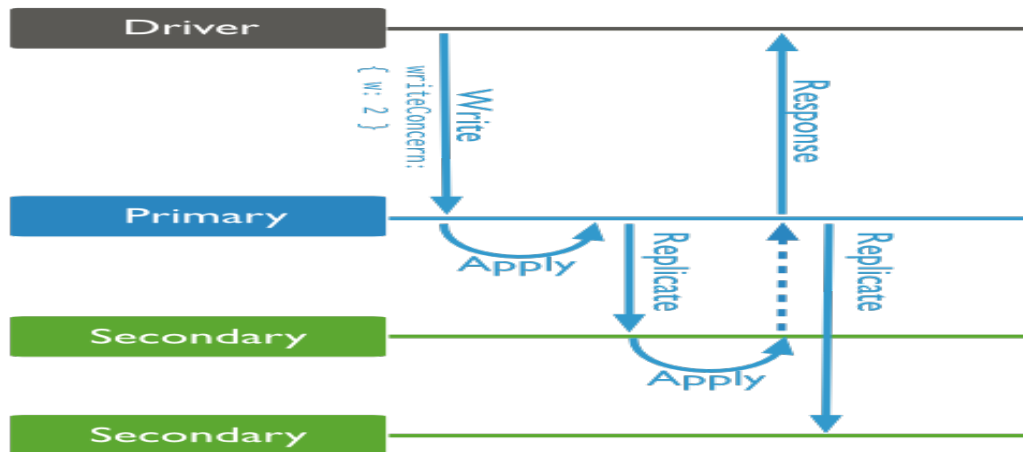 Driver
Write
writeConcern:
{ w: 2 }
Response
Primary
Apply
Replicate
Replicate
Secondary
Apply
Secondary